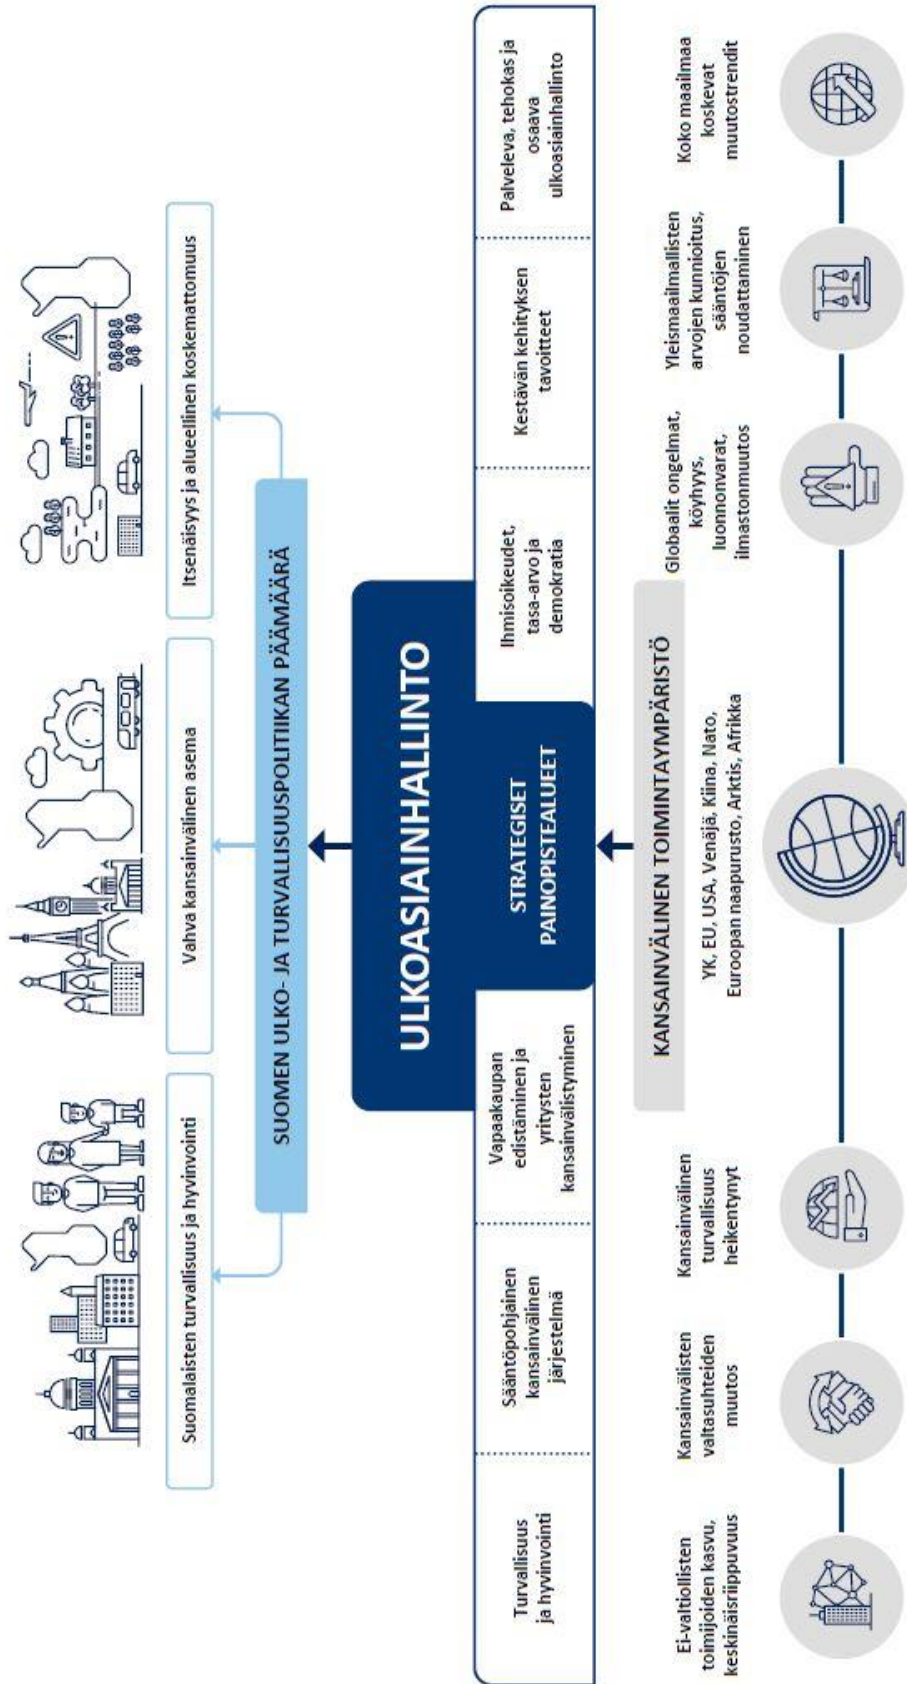 Suomalaisten turvallisuus ja hyvinvointi
Vahva kansainvälinen asema
Itsenäisyys ja alueellinen koskemattomuus
SUOMEN ULKO- JA TURVALLISUUSPOLITIIKAN PÄÄMÄÄRÄ
ULKOASIAINHALLINTO
STRATEGISET
PAINOPISTEALUEET
Turvallisuus
ja hyvinvointi
Sääntöpohjainen
kansainvälinen
järjestelmä
Vapaakaupan
edistäminen ja
yritysten
kansainvälistyminen
Ihmisoikeudet,
tasa-arvo ja
demokratia
Kestävän kehityksen
tavoitteet
Palveleva, tehokas ja
osaava
ulkoasiainhallinto
KANSAINVÄLINEN TOIMINTAYMPÄRISTÖ
Ei-valtiollisten
toimijoiden kasvu,
keskinäisriippuvuus
Kansainvälisten
valtasuhteiden
muutos
Kansainvälinen
turvallisuus
heikentynyt
YK, EU, USA, Venäjä, Kiina, Nato,
Euroopan naapurusto, Arktis, Afrikka
Globaalit ongelmat,
köyhyys,
luonnonvarat,
ilmastonmuutos
Yleismaailmallisten
arvojen kunnioitus,
sääntöjen
noudattaminen
Koko maailmaa
koskevat
muutostrendit